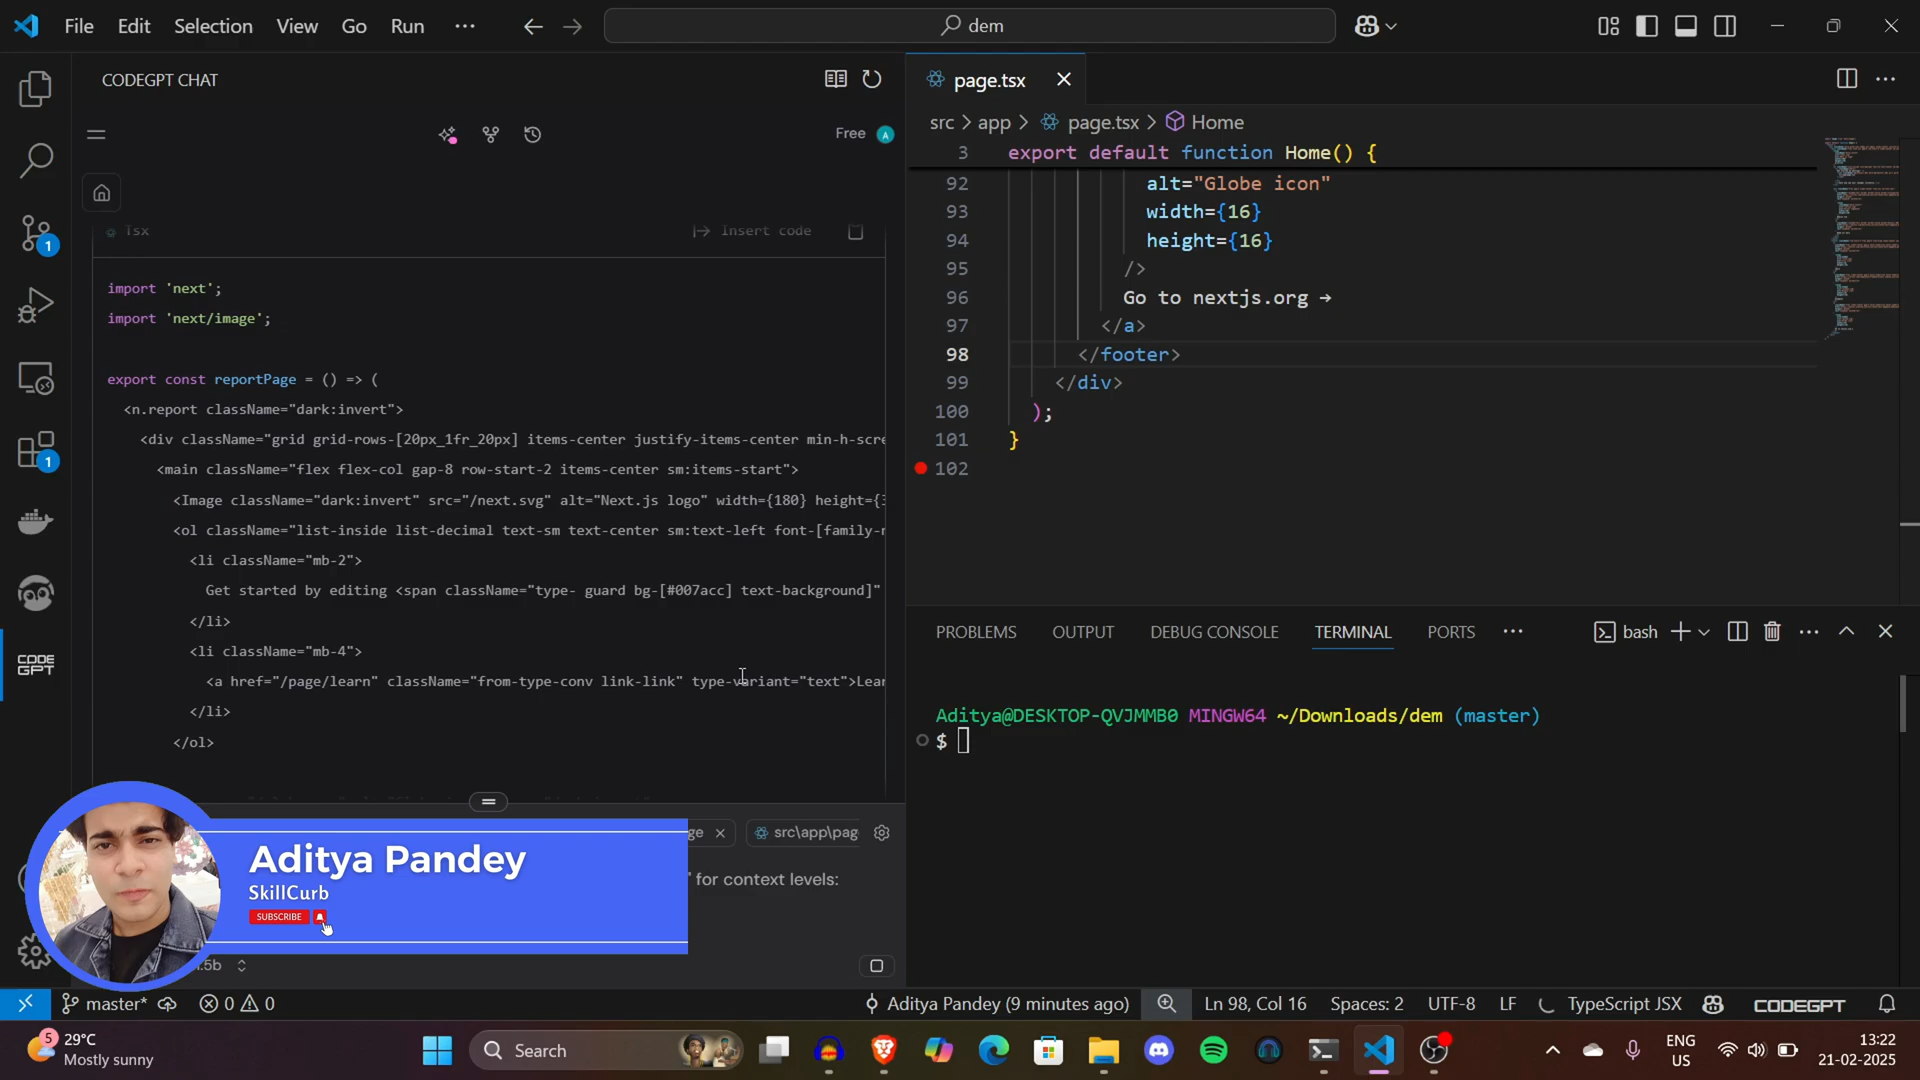 File Edit Selection View Go Run ··· dem
CODEGPT CHAT
Free A
Tsx Insert code
import 'next';
import 'next/image';
export const reportPage = () => (
<n.report className="dark:invert">
<div className="grid grid-rows-[20px_1fr_20px] items-center justify-items-center min-h-scre
<main className="flex flex-col gap-8 row-start-2 items-center sm:items-start">
<Image className="dark:invert" src="/next.svg" alt="Next.js logo" width={180} height={3
<ol className="list-inside list-decimal text-sm text-center sm:text-left font-[family-
<li className="mb-2">
Get started by editing <span className="type- guard bg-[#007acc] text-background]"
</li>
<li className="mb-4">
<a href="/page/learn" className="from-type-conv link-link" type-variant="text">Lear
</li>
</ol>
ge × src\app\pag
for context levels:
Aditya Pandey
SkillCurb
SUBSCRIBE
.5b
page.tsx ×
src > app > page.tsx > Home
3 export default function Home() {
92 alt="Globe icon"
93 width={16}
94 height={16}
95 />
96 Go to nextjs.org →
97 </a>
98 </footer>
99 </div>
100 );
101 }
102
PROBLEMS OUTPUT DEBUG CONSOLE TERMINAL PORTS ··· bash
Aditya@DESKTOP-QVJMMB0 MINGW64 ~/Downloads/dem (master)
$
1
1
CODE
GPT
master* 0 0 Aditya Pandey (9 minutes ago) Ln 98, Col 16 Spaces: 2 UTF-8 LF TypeScript JSX CODEGPT
5 29°C
Mostly sunny
Search
ENG
US
13:22
21-02-2025